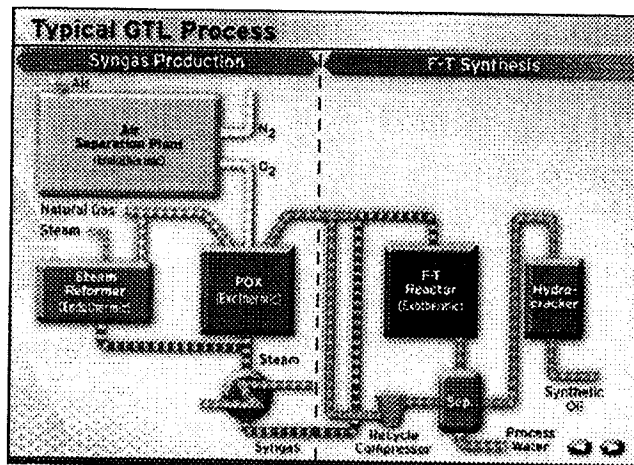 Typical GTL Process
Syngas Production
F-T Synthesis
Air
Air
Separation Plant
N2
O2
Natural Gas
Steam
Steam
Reformer
(Endothermic)
POX
(Exothermic)
F-T
Reactor
(Exothermic)
Hydro-
cracker
Steam
Sep
Synthetic
Oil
Syngas
Recycle
Compressor
Process
Water